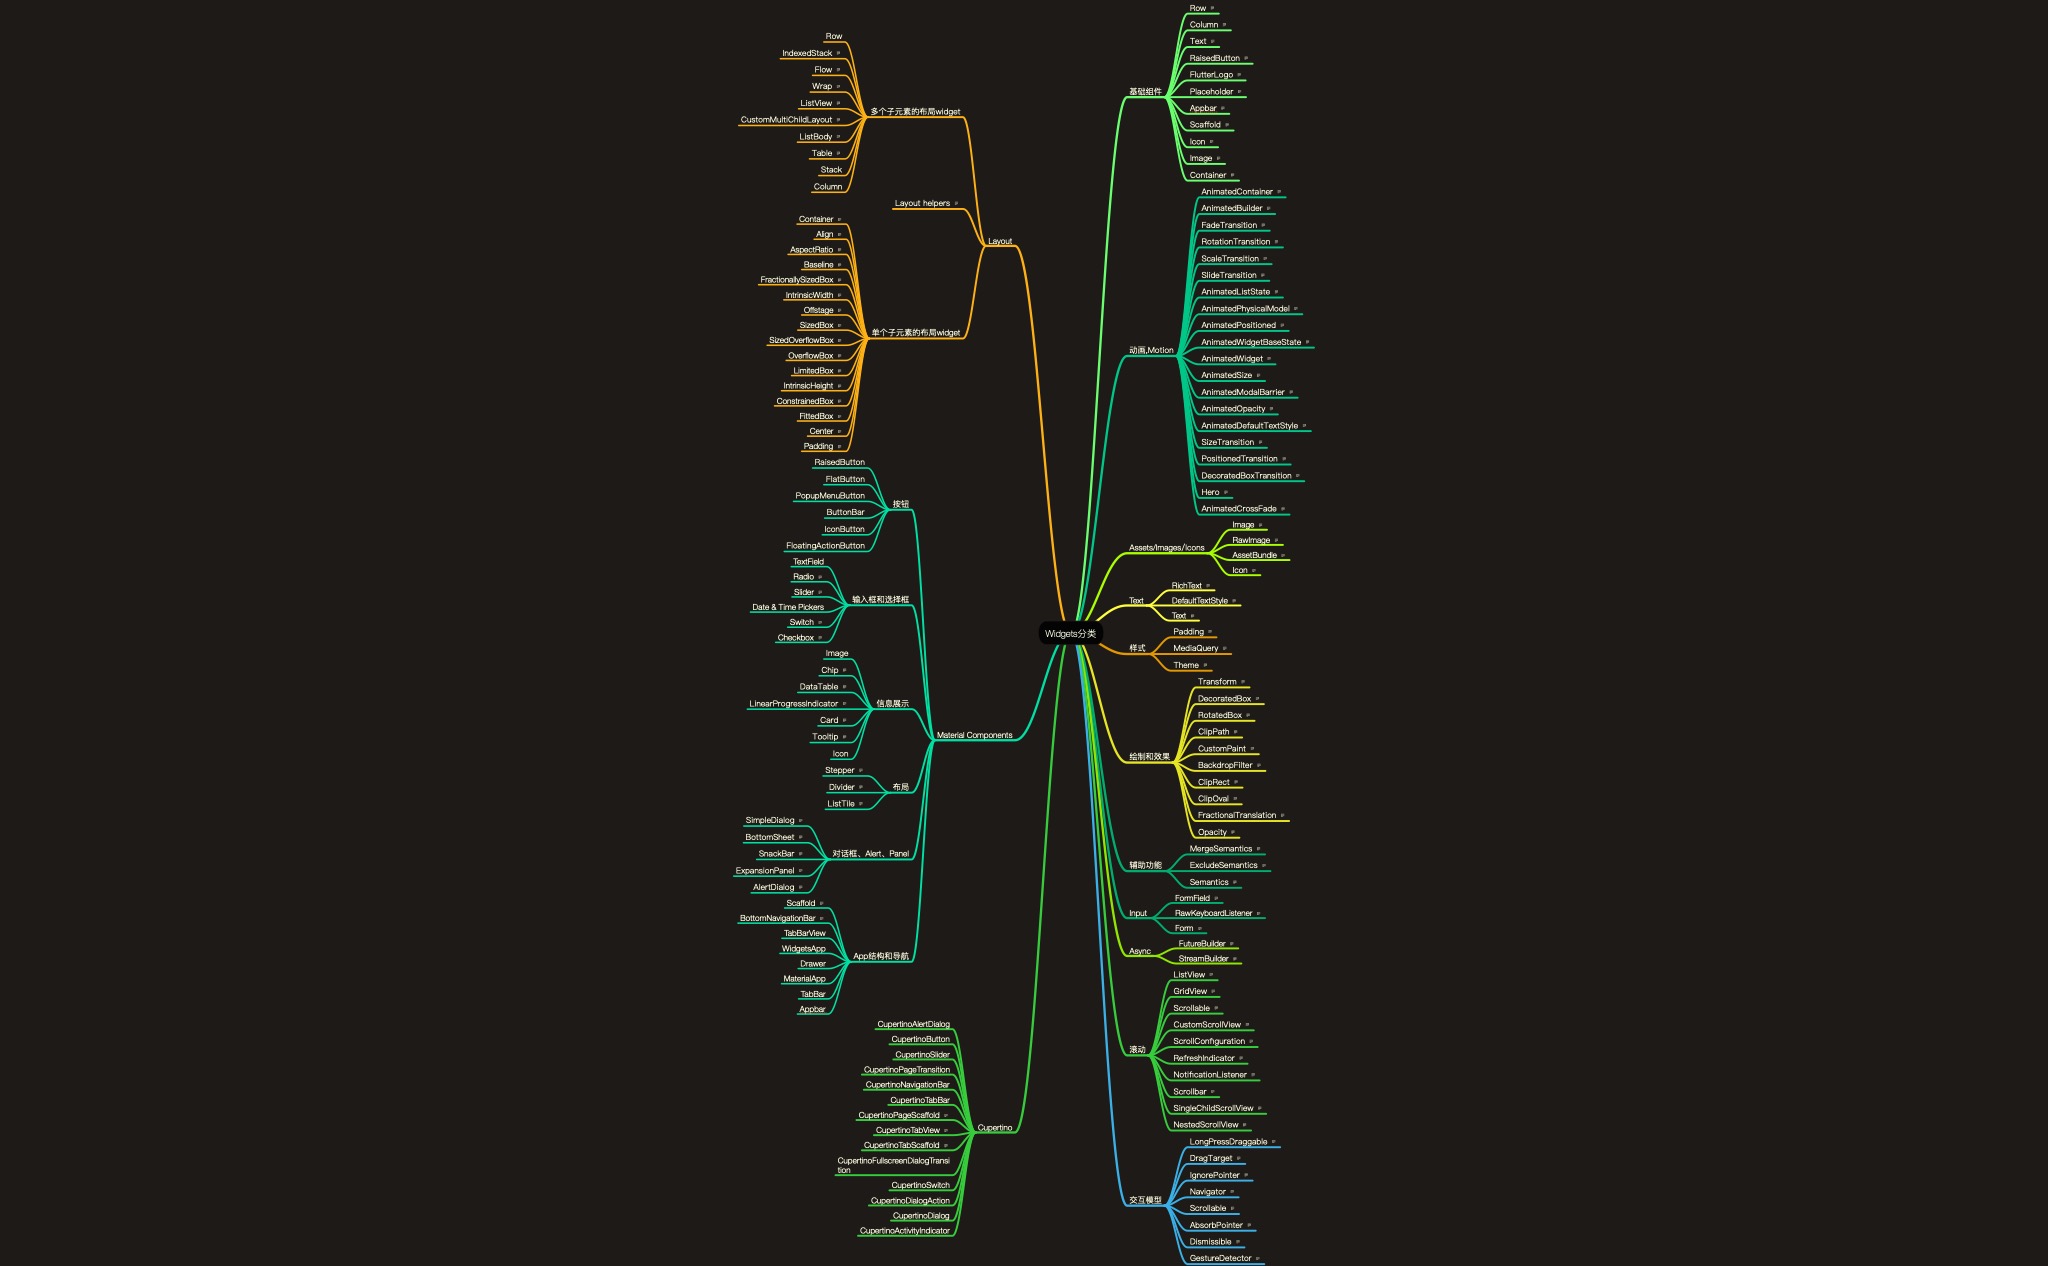 Widgets分类
Layout
多个子元素的布局widget
Row
IndexedStack
Flow
Wrap
ListView
CustomMultiChildLayout
ListBody
Table
Stack
Column
Layout helpers
单个子元素的布局widget
Container
Align
AspectRatio
Baseline
FractionallySizedBox
IntrinsicWidth
Offstage
SizedBox
SizedOverflowBox
OverflowBox
LimitedBox
IntrinsicHeight
ConstrainedBox
FittedBox
Center
Padding
Material Components
按钮
RaisedButton
FlatButton
PopupMenuButton
ButtonBar
IconButton
FloatingActionButton
输入框和选择框
TextField
Radio
Slider
Date & Time Pickers
Switch
Checkbox
信息展示
Image
Chip
DataTable
LinearProgressIndicator
Card
Tooltip
Icon
布局
Stepper
Divider
ListTile
对话框、Alert、Panel
SimpleDialog
BottomSheet
SnackBar
ExpansionPanel
AlertDialog
App结构和导航
Scaffold
BottomNavigationBar
TabBarView
WidgetsApp
Drawer
MaterialApp
TabBar
Appbar
Cupertino
CupertinoAlertDialog
CupertinoButton
CupertinoSlider
CupertinoPageTransition
CupertinoNavigationBar
CupertinoTabBar
CupertinoPageScaffold
CupertinoTabView
CupertinoTabScaffold
CupertinoFullscreenDialogTransi
tion
CupertinoSwitch
CupertinoDialogAction
CupertinoDialog
CupertinoActivityIndicator
基础组件
Row
Column
Text
RaisedButton
FlutterLogo
Placeholder
Appbar
Scaffold
Icon
Image
Container
动画,Motion
AnimatedContainer
AnimatedBuilder
FadeTransition
RotationTransition
ScaleTransition
SlideTransition
AnimatedListState
AnimatedPhysicalModel
AnimatedPositioned
AnimatedWidgetBaseState
AnimatedWidget
AnimatedSize
AnimatedModalBarrier
AnimatedOpacity
AnimatedDefaultTextStyle
SizeTransition
PositionedTransition
DecoratedBoxTransition
Hero
AnimatedCrossFade
Assets/Images/Icons
Image
RawImage
AssetBundle
Icon
Text
RichText
DefaultTextStyle
Text
样式
Padding
MediaQuery
Theme
绘制和效果
Transform
DecoratedBox
RotatedBox
ClipPath
CustomPaint
BackdropFilter
ClipRect
ClipOval
FractionalTranslation
Opacity
辅助功能
MergeSemantics
ExcludeSemantics
Semantics
Input
FormField
RawKeyboardListener
Form
Async
FutureBuilder
StreamBuilder
滚动
ListView
GridView
Scrollable
CustomScrollView
ScrollConfiguration
RefreshIndicator
NotificationListener
Scrollbar
SingleChildScrollView
NestedScrollView
交互模型
LongPressDraggable
DragTarget
IgnorePointer
Navigator
Scrollable
AbsorbPointer
Dismissible
GestureDetector